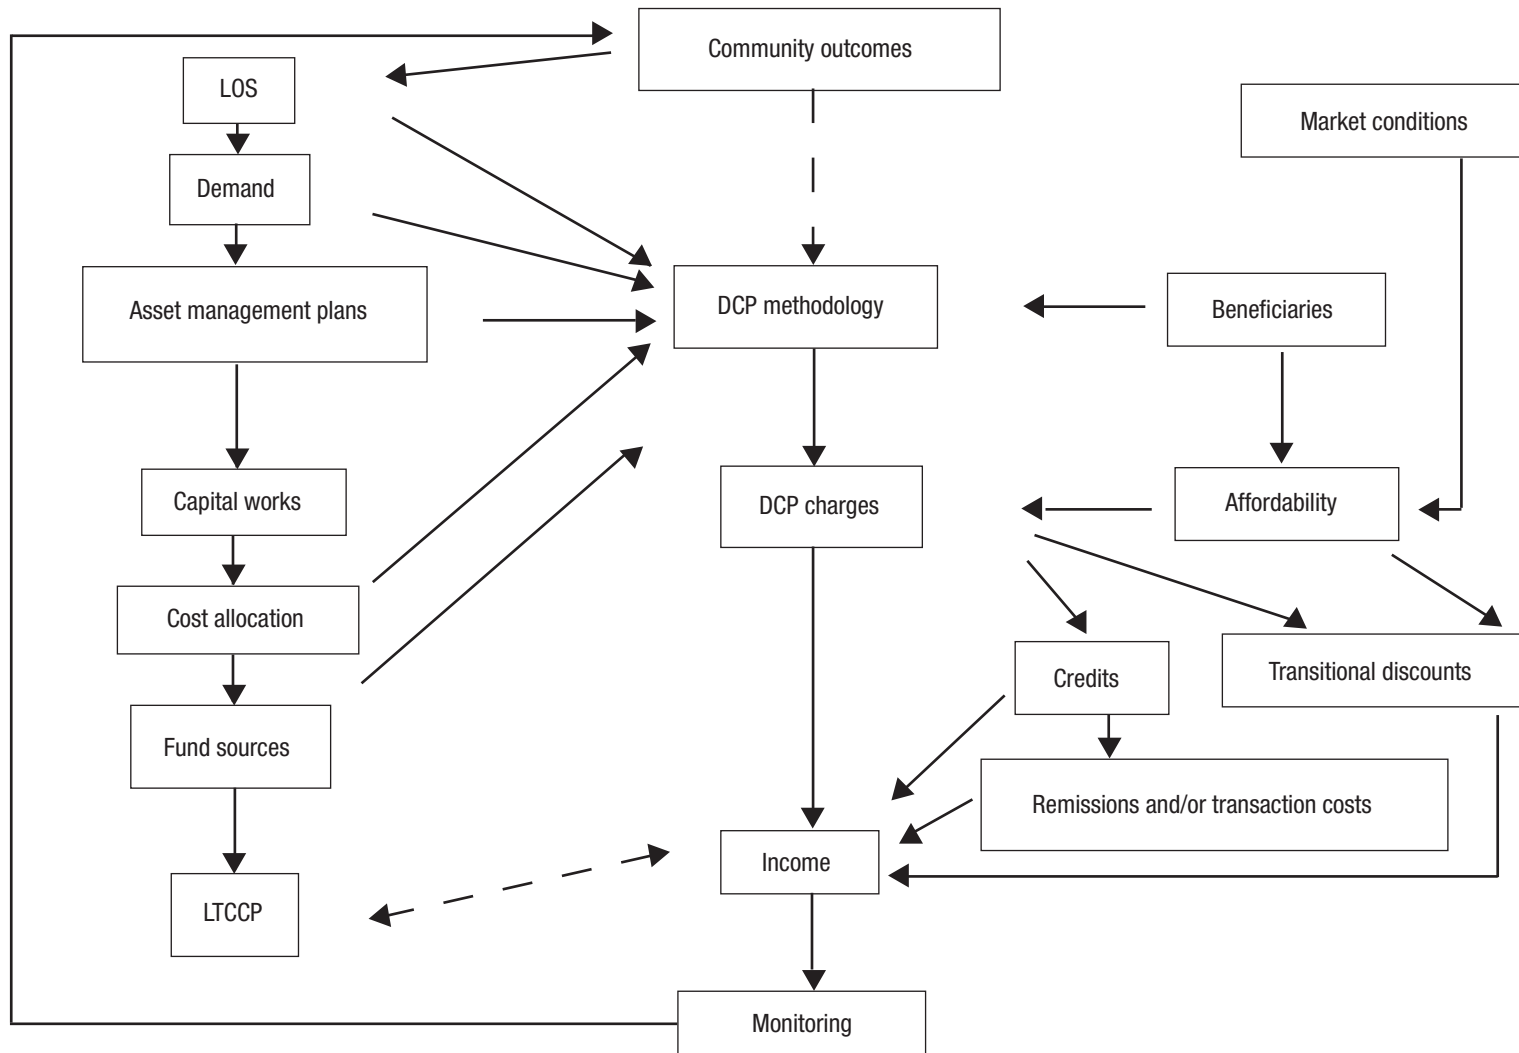 Community outcomes
LOS
Market conditions
Demand
Asset management plans
DCP methodology
Beneficiaries
Capital works
DCP charges
Affordability
Cost allocation
Credits
Transitional discounts
Fund sources
Remissions and/or transaction costs
Income
LTCCP
Monitoring